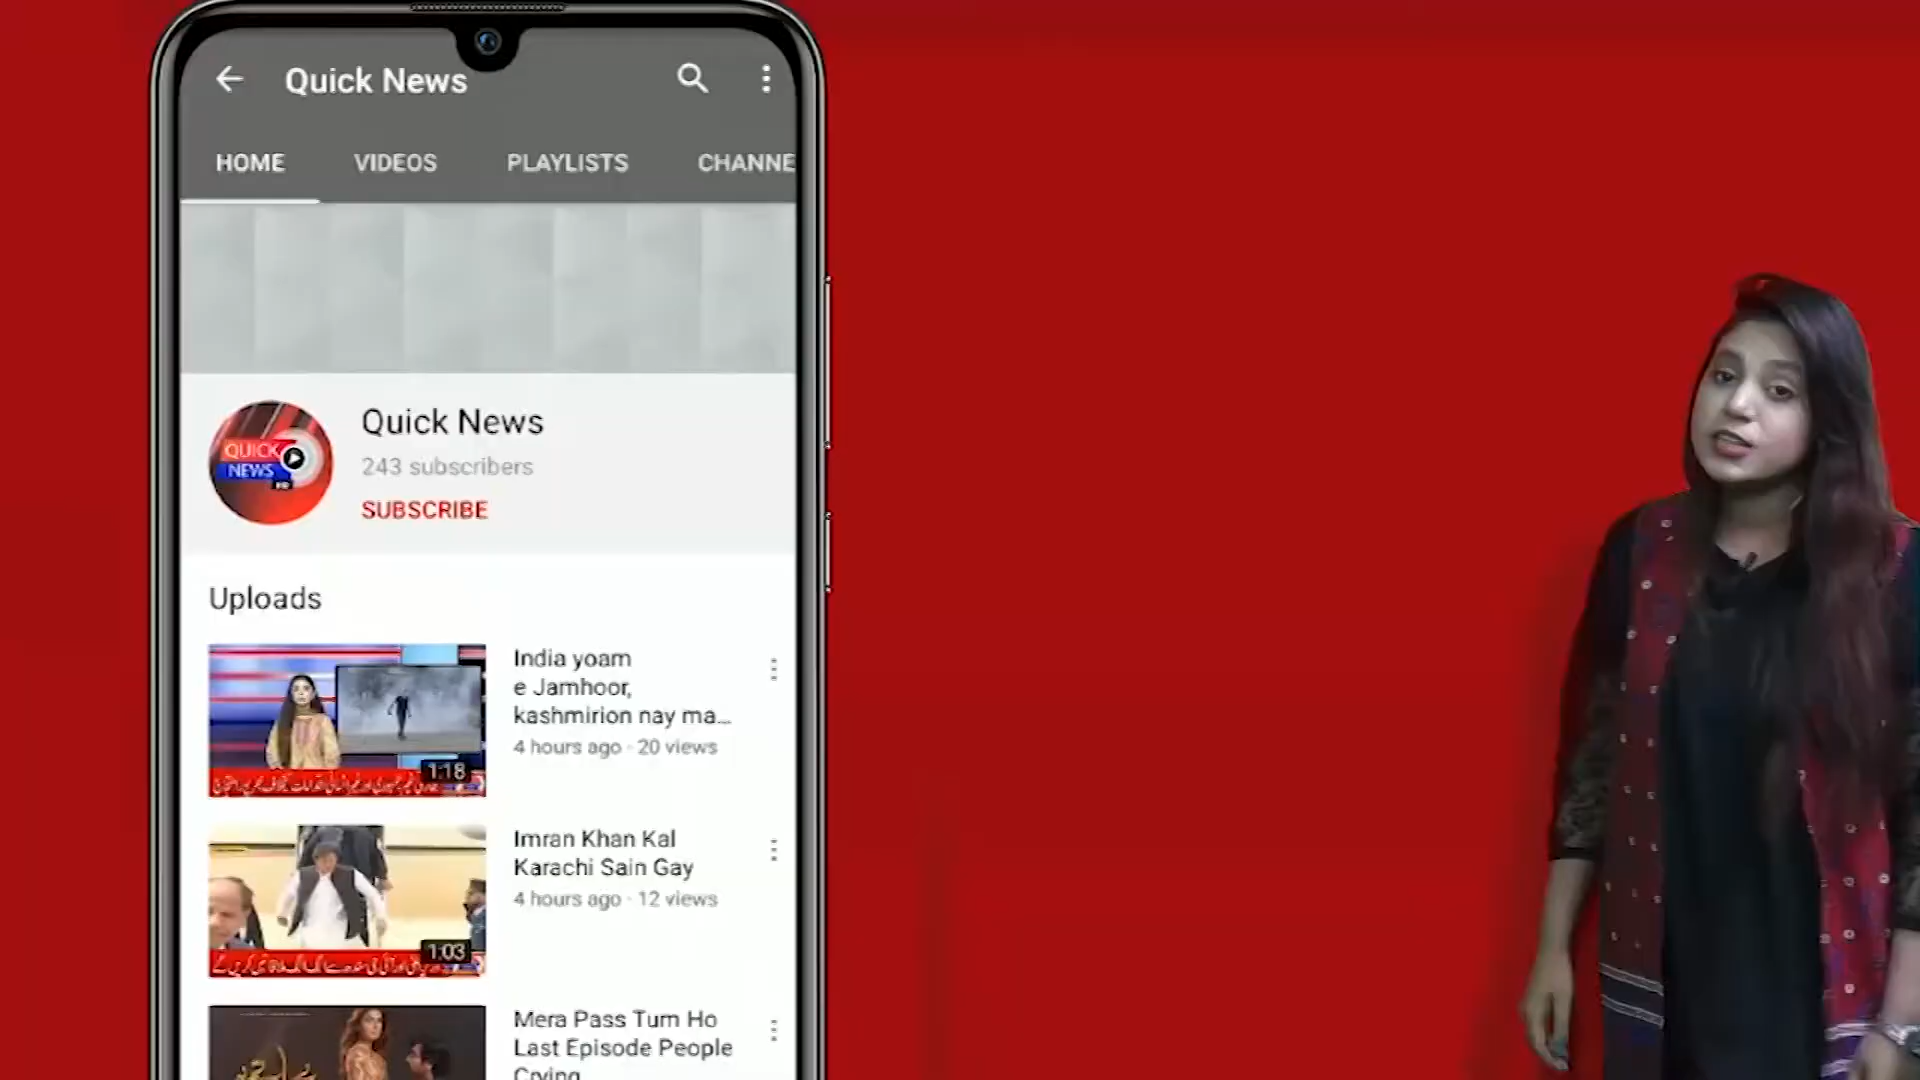 Quick News
HOME
VIDEOS
PLAYLISTS
CHANNE
QUICK
NEWS
HD
Quick News
243 subscribers
SUBSCRIBE
Uploads
1:18
India yoam
e Jamhoor,
kashmirion nay ma...
4 hours ago · 20 views
1:03
Imran Khan Kal
Karachi Sain Gay
4 hours ago · 12 views
Mera Pass Tum Ho
Last Episode People
Crying